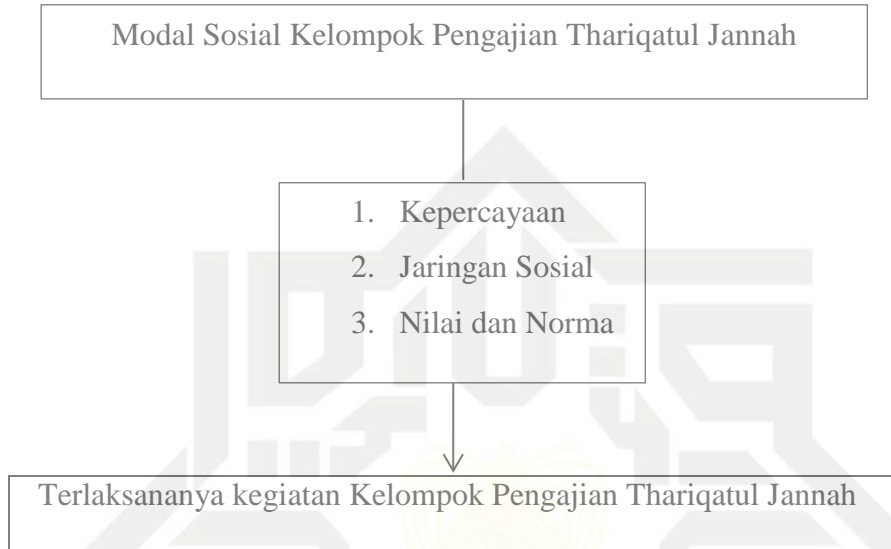 Modal Sosial Kelompok Pengajian Thariqatul Jannah
1. Kepercayaan
2. Jaringan Sosial
3. Nilai dan Norma
Terlaksananya kegiatan Kelompok Pengajian Thariqatul Jannah